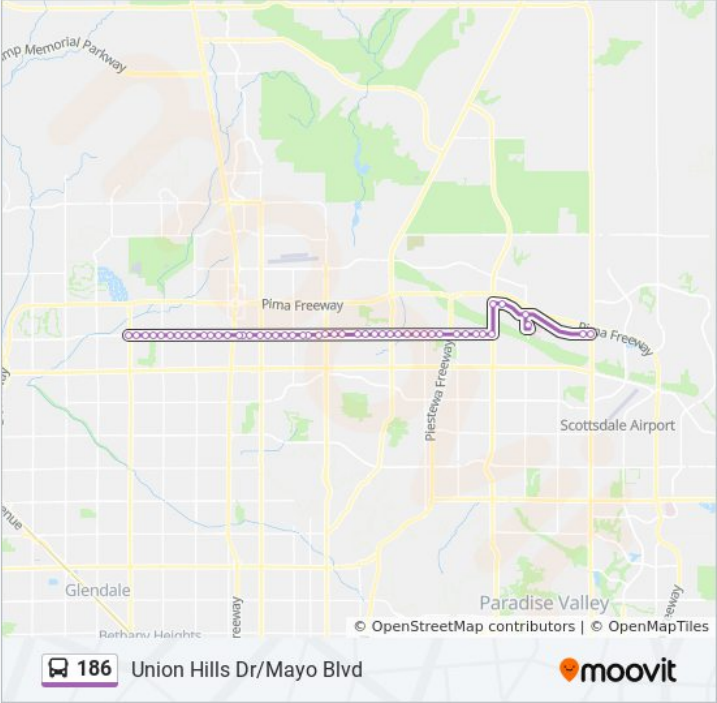 mp Memorial Parkway
Pima Freeway
Pima Freeway
Piestewa Freeway
Scottsdale Airport
enue
Glendale
Paradise Valley
reeway
eway
Bethany Heights
© OpenStreetMap contributors | © OpenMapTiles
186 Union Hills Dr/Mayo Blvd moovit